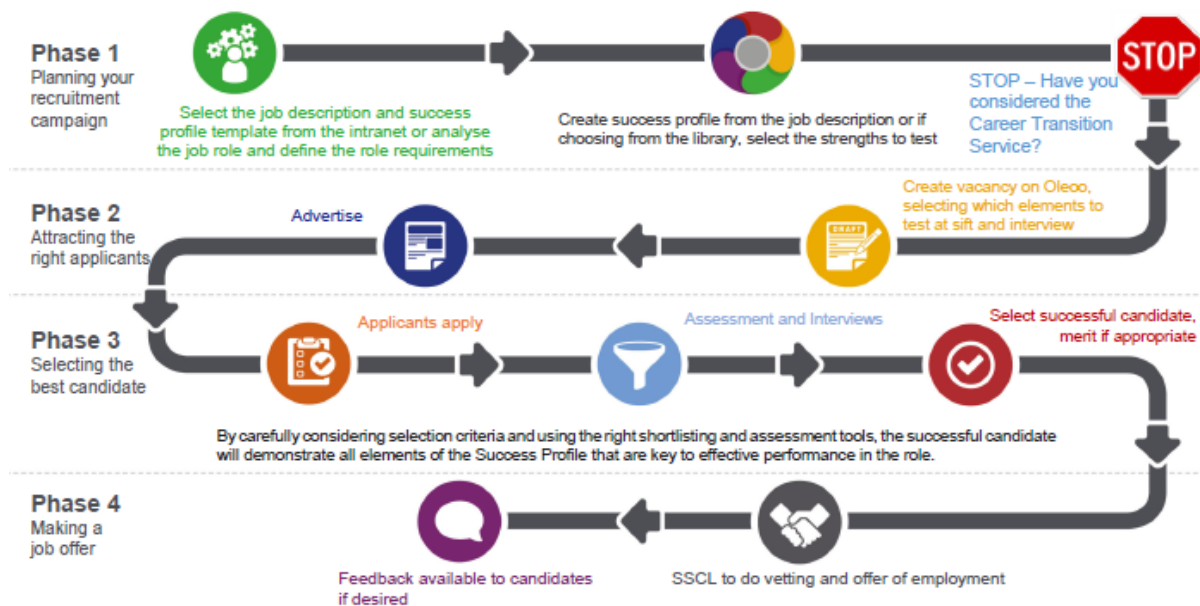 Phase 1
Planning your
recruitment
campaign
Select the job description and success
profile template from the intranet or analyse
the job role and define the role requirements
Create success profile from the job description or if
choosing from the library, select the strengths to test
STOP
STOP – Have you
considered the
Career Transition
Service?
Phase 2
Attracting the
right applicants
Advertise
DRAFT
Create vacancy on Oleoo,
selecting which elements to
test at sift and interview
Phase 3
Selecting the
best candidate
Applicants apply
Assessment and Interviews
Select successful candidate,
merit if appropriate
By carefully considering selection criteria and using the right shortlisting and assessment tools, the successful candidate
will demonstrate all elements of the Success Profile that are key to effective performance in the role.
Phase 4
Making a
job offer
Feedback available to candidates
if desired
SSCL to do vetting and offer of employment